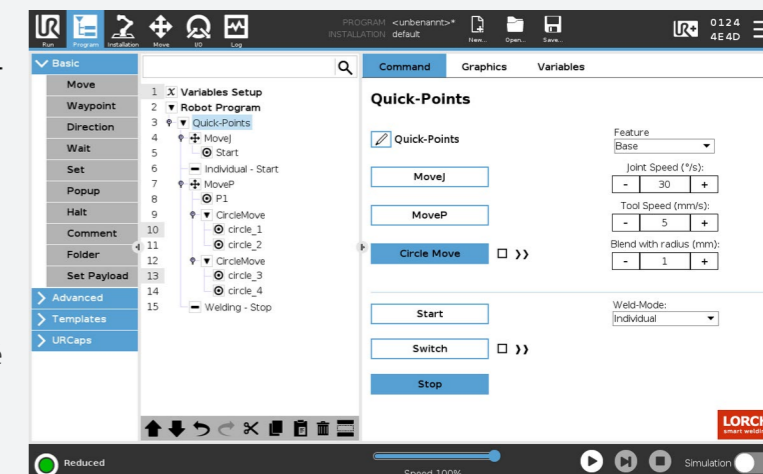 PROGRAM <unbenannt>*
INSTALLATION default
Run
Program
Installation
Move
I/O
Log
New...
Open...
Save...
UR+
0124
4E4D
Basic
Move
Waypoint
Direction
Wait
Set
Popup
Halt
Comment
Folder
Set Payload
Advanced
Templates
URCaps
1 X Variables Setup
2 Robot Program
3 Quick-Points
4 MoveJ
5 Start
6 Individual - Start
7 MoveP
8 P1
9 CircleMove
10 circle_1
11 circle_2
12 CircleMove
13 circle_3
14 circle_4
15 Welding - Stop
Command Graphics Variables
Quick-Points
Quick-Points
MoveJ
MoveP
Circle Move
Start
Switch
Stop
Feature
Base
Joint Speed (°/s):
- 30 +
Tool Speed (mm/s):
- 5 +
Blend with radius (mm):
- 1 +
Weld-Mode:
Individual
LORCH
smart welding
Reduced
Speed 100%
Simulation